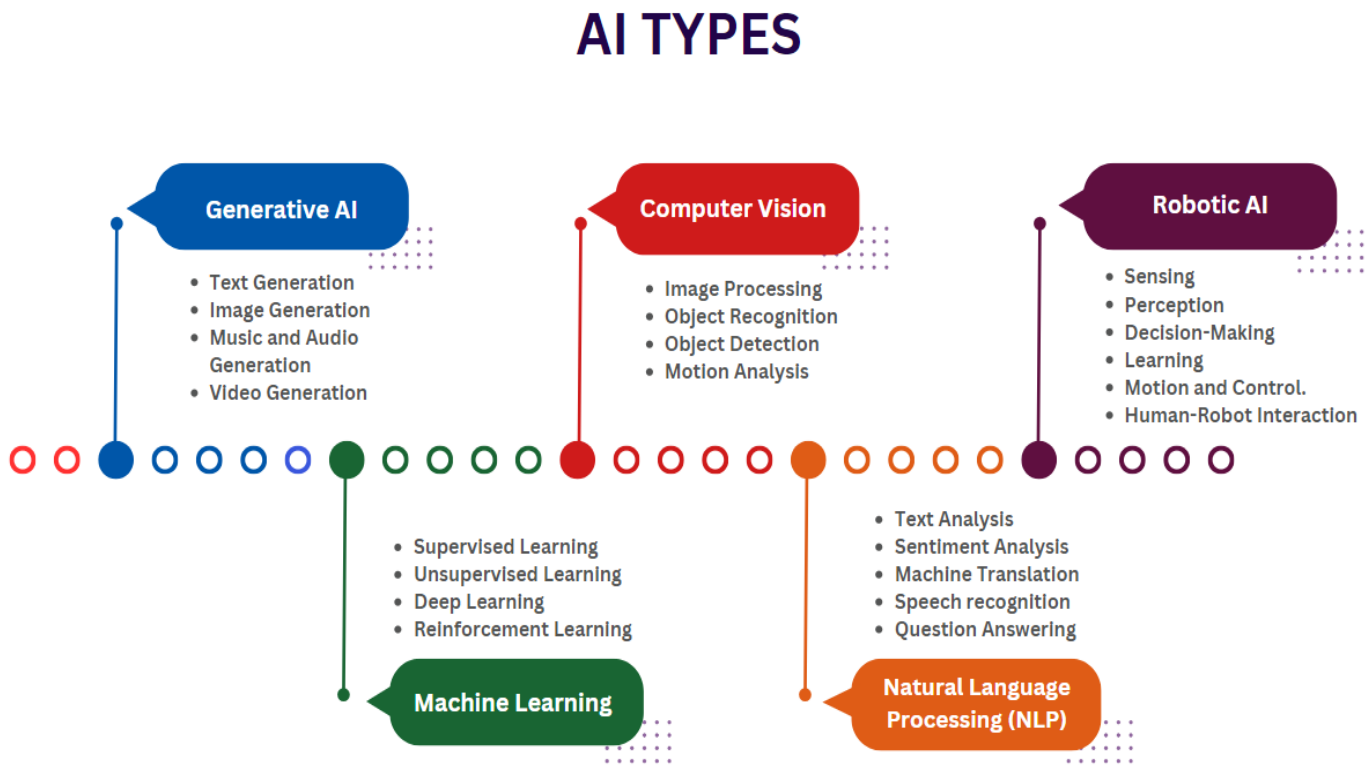 AI TYPES
Generative AI
Text Generation
Image Generation
Music and Audio
Generation
Video Generation
Computer Vision
Image Processing
Object Recognition
Object Detection
Motion Analysis
Robotic AI
Sensing
Perception
Decision-Making
Learning
Motion and Control.
Human-Robot Interaction
Supervised Learning
Unsupervised Learning
Deep Learning
Reinforcement Learning
Machine Learning
Text Analysis
Sentiment Analysis
Machine Translation
Speech recognition
Question Answering
Natural Language
Processing (NLP)